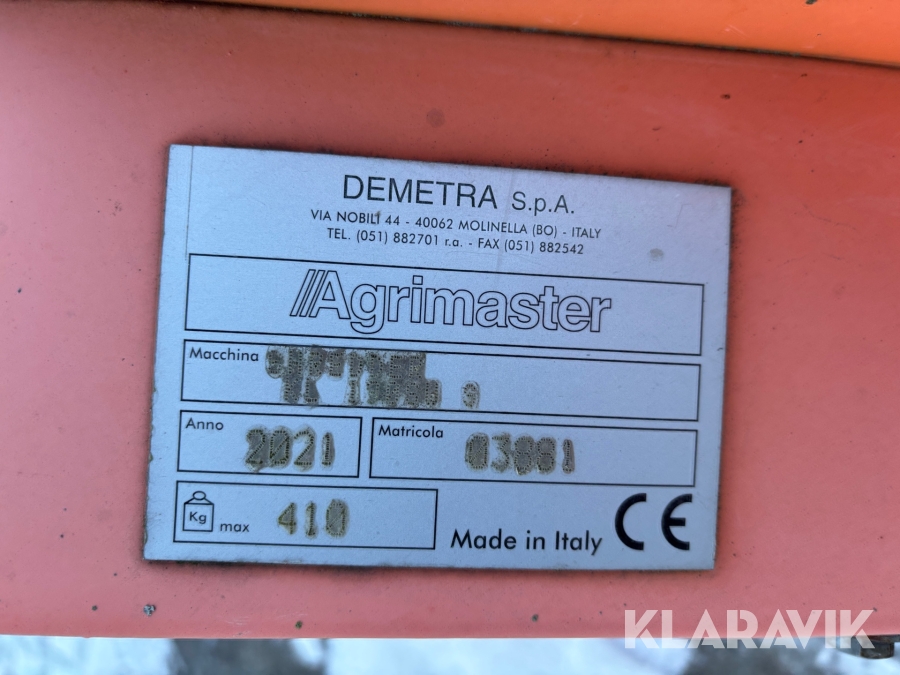 DEMETRA S.p.A.
VIA NOBILI 44 - 40062 MOLINELLA (BO) - ITALY
TEL. (051) 882701 r.a. - FAX (051) 882542
Agrimaster
Macchina
Anno 2021
Matricola 03881
Kg max 410
Made in Italy CE
KLARAVIK